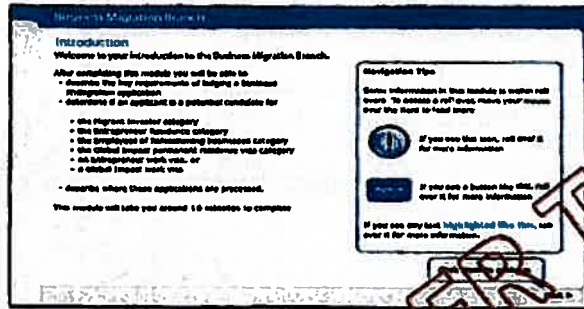 Business Migration Branch
Introduction
Welcome to your introduction to the Business Migration Branch.
After completing this module you will be able to
- describe the key requirements of lodging a business
immigration application
- determine if an applicant is a potential candidate for
• the Migrant Investor category
• the Entrepreneur Residence category
• the Employees of Relocating business category
• the Global Impact permanent residence visa category
• an Entrepreneur work visa, or
• a Global Impact work visa
- describe where these applications are processed.
This module will take you around minutes to complete
Navigation Tips
Some information in this module is within roll
overs. To access a roll over, move your mouse
over the item to read more
If you see this icon, roll over it
for more information
If you see a button like this, roll
over it for more information
If you see any text highlighted like this, roll
over it for more information.